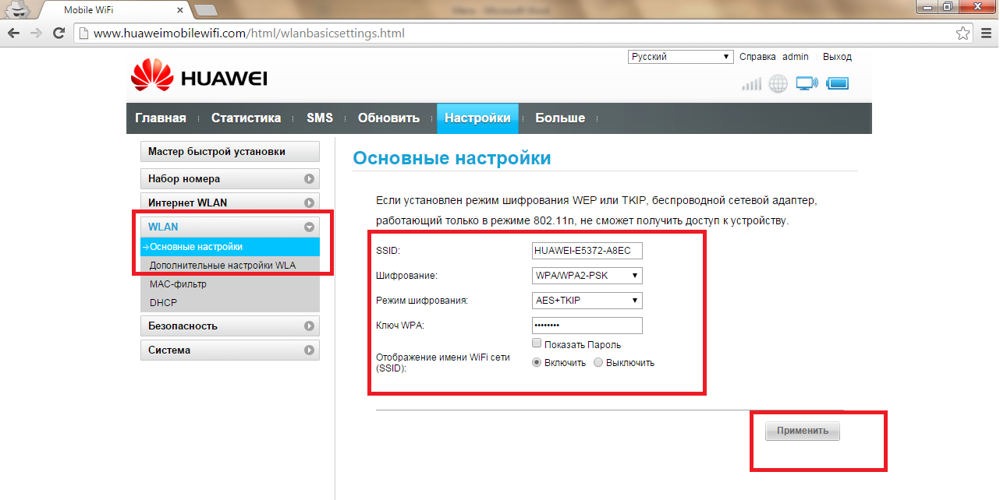 Mobile WiFi
www.huaweimobilewifi.com/html/wlanbasicsettings.html
Русский Справка admin Выход
HUAWEI
Главная Статистика SMS Обновить Настройки Больше
Мастер быстрой установки
Набор номера
Интернет WLAN
WLAN
Основные настройки
Дополнительные настройки WLA
МАС-фильтр
DHCP
Безопасность
Система
Основные настройки
Если установлен режим шифрования WEP или TKIP, беспроводной сетевой адаптер,
работающий только в режиме 802.11n, не сможет получить доступ к устройству.
SSID: HUAWEI-E5372-A8EC
Шифрование: WPA/WPA2-PSK
Режим шифрования: AES+TKIP
Ключ WPA: ••••••••
Показать Пароль
Отображение имени WiFi сети
(SSID): Включить Выключить
Применить